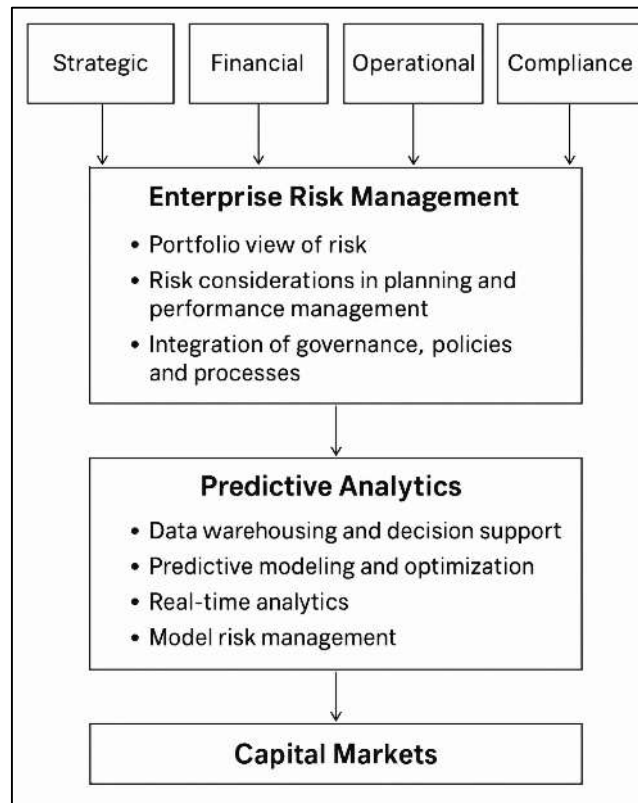 Strategic
Financial
Operational
Compliance
Enterprise Risk Management
• Portfolio view of risk
• Risk considerations in planning and
performance management
• Integration of governance, policies
and processes
Predictive Analytics
• Data warehousing and decision support
• Predictive modeling and optimization
• Real-time analytics
• Model risk management
Capital Markets